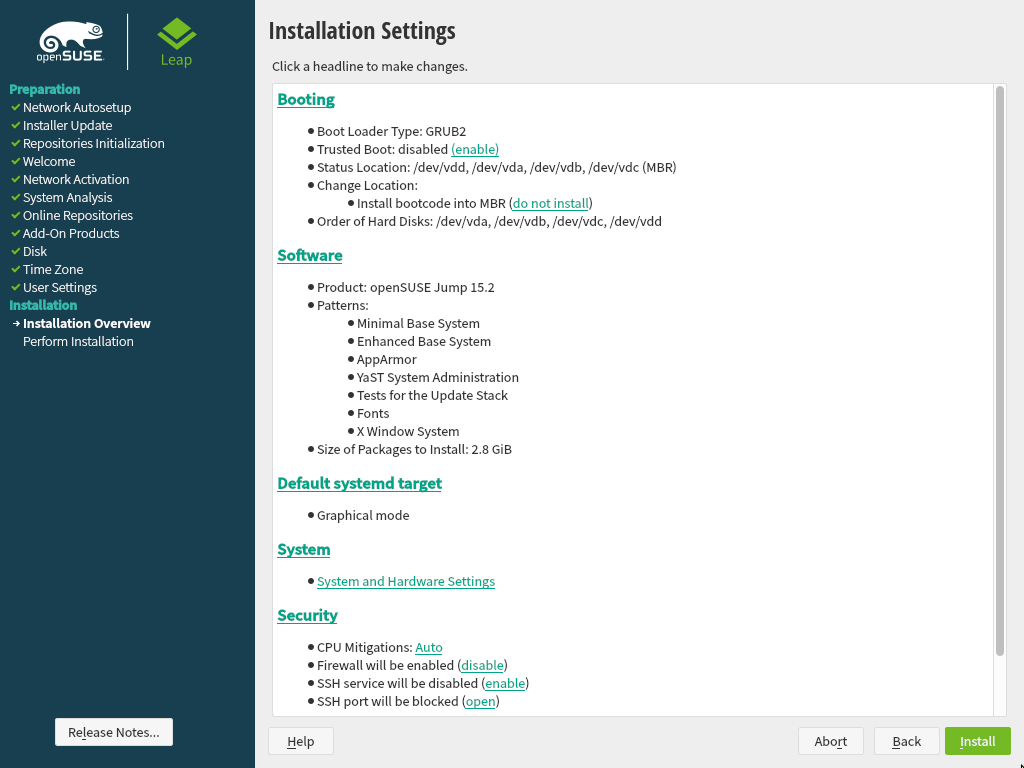 openSUSE
Leap
Preparation
Network Autosetup
Installer Update
Repositories Initialization
Welcome
Network Activation
System Analysis
Online Repositories
Add-On Products
Disk
Time Zone
User Settings
Installation
Installation Overview
Perform Installation
Release Notes...
Installation Settings
Click a headline to make changes.
Booting
Boot Loader Type: GRUB2
Trusted Boot: disabled (enable)
Status Location: /dev/vdd, /dev/vda, /dev/vdb, /dev/vdc (MBR)
Change Location:
Install bootcode into MBR (do not install)
Order of Hard Disks: /dev/vda, /dev/vdb, /dev/vdc, /dev/vdd
Software
Product: openSUSE Jump 15.2
Patterns:
Minimal Base System
Enhanced Base System
AppArmor
YaST System Administration
Tests for the Update Stack
Fonts
X Window System
Size of Packages to Install: 2.8 GiB
Default systemd target
Graphical mode
System
System and Hardware Settings
Security
CPU Mitigations: Auto
Firewall will be enabled (disable)
SSH service will be disabled (enable)
SSH port will be blocked (open)
Help
Abort
Back
Install